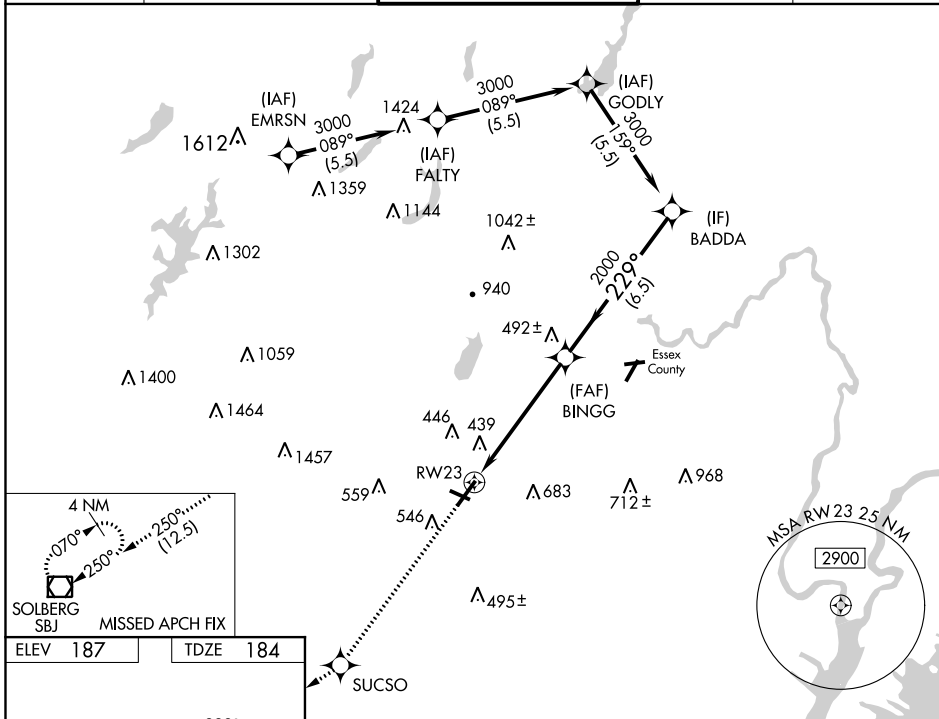 (IAF)
EMRSN
3000
089°
(5.5)
1424
3000
089°
(5.5)
(IAF)
GODLY
1612
(IAF)
FALTY
3000
159°
(5.5)
1359
1144
1042±
(IF)
BADDA
1302
940
2000
229°
(6.5)
492±
Essex
County
1059
1400
(FAF)
BINGG
1464
446
439
1457
RW23
559
683
712±
968
546
MSA RW 23 25 NM
2900
4 NM
070°
250°
250°
(12.5)
SOLBERG
SBJ
MISSED APCH FIX
495±
ELEV 187
TDZE 184
SUCSO